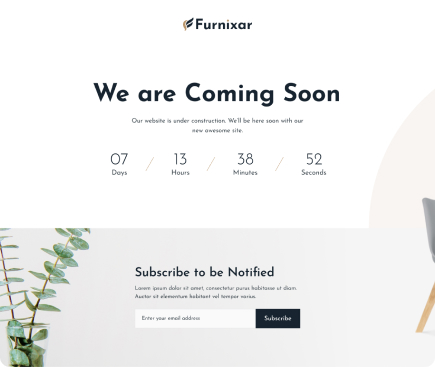 Furnixar
We are Coming Soon
Our website is under construction. We'll be here soon with our
new awesome site.
07 / 13 / 38 / 52
Days Hours Minutes Seconds
Subscribe to be Notified
Lorem ipsum dolor sit amet, consectetur purus habitasse ut diam.
Auctor sit elementum habitant vel tempor varius.
Enter your email address Subscribe